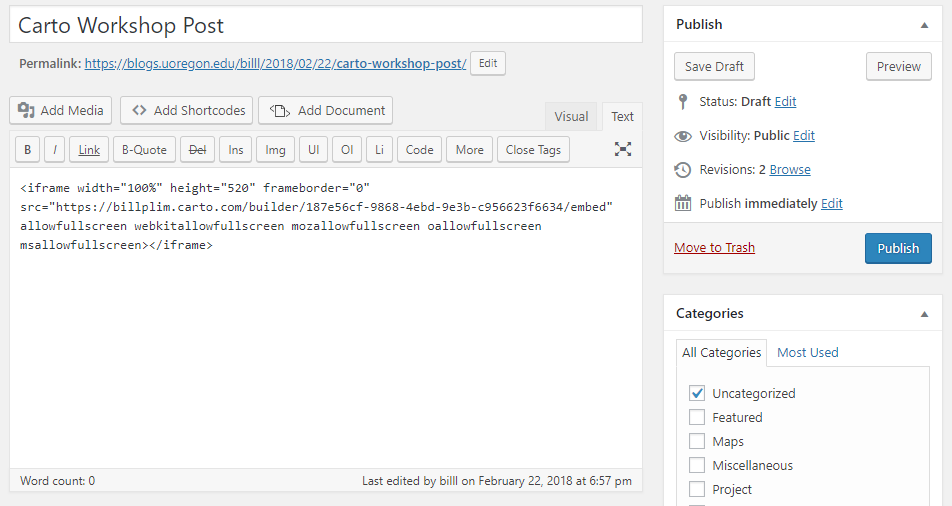 Carto Workshop Post
Permalink: https://blogs.uoregon.edu/billl/2018/02/22/carto-workshop-post/ Edit
Add Media Add Shortcodes Add Document Visual Text
B I Link B-Quote Del Ins Img Ul Ol Li Code More Close Tags
<iframe width="100%" height="520" frameborder="0"
src="https://billplim.carto.com/builder/187e56cf-9868-4ebd-9e3b-c956623f6634/embed"
allowfullscreen webkitallowfullscreen mozallowfullscreen oallowfullscreen
msallowfullscreen></iframe>
Word count: 0 Last edited by billl on February 22, 2018 at 6:57 pm
Publish
Save Draft Preview
Status: Draft Edit
Visibility: Public Edit
Revisions: 2 Browse
Publish immediately Edit
Move to Trash Publish
Categories
All Categories Most Used
Uncategorized
Featured
Maps
Miscellaneous
Project